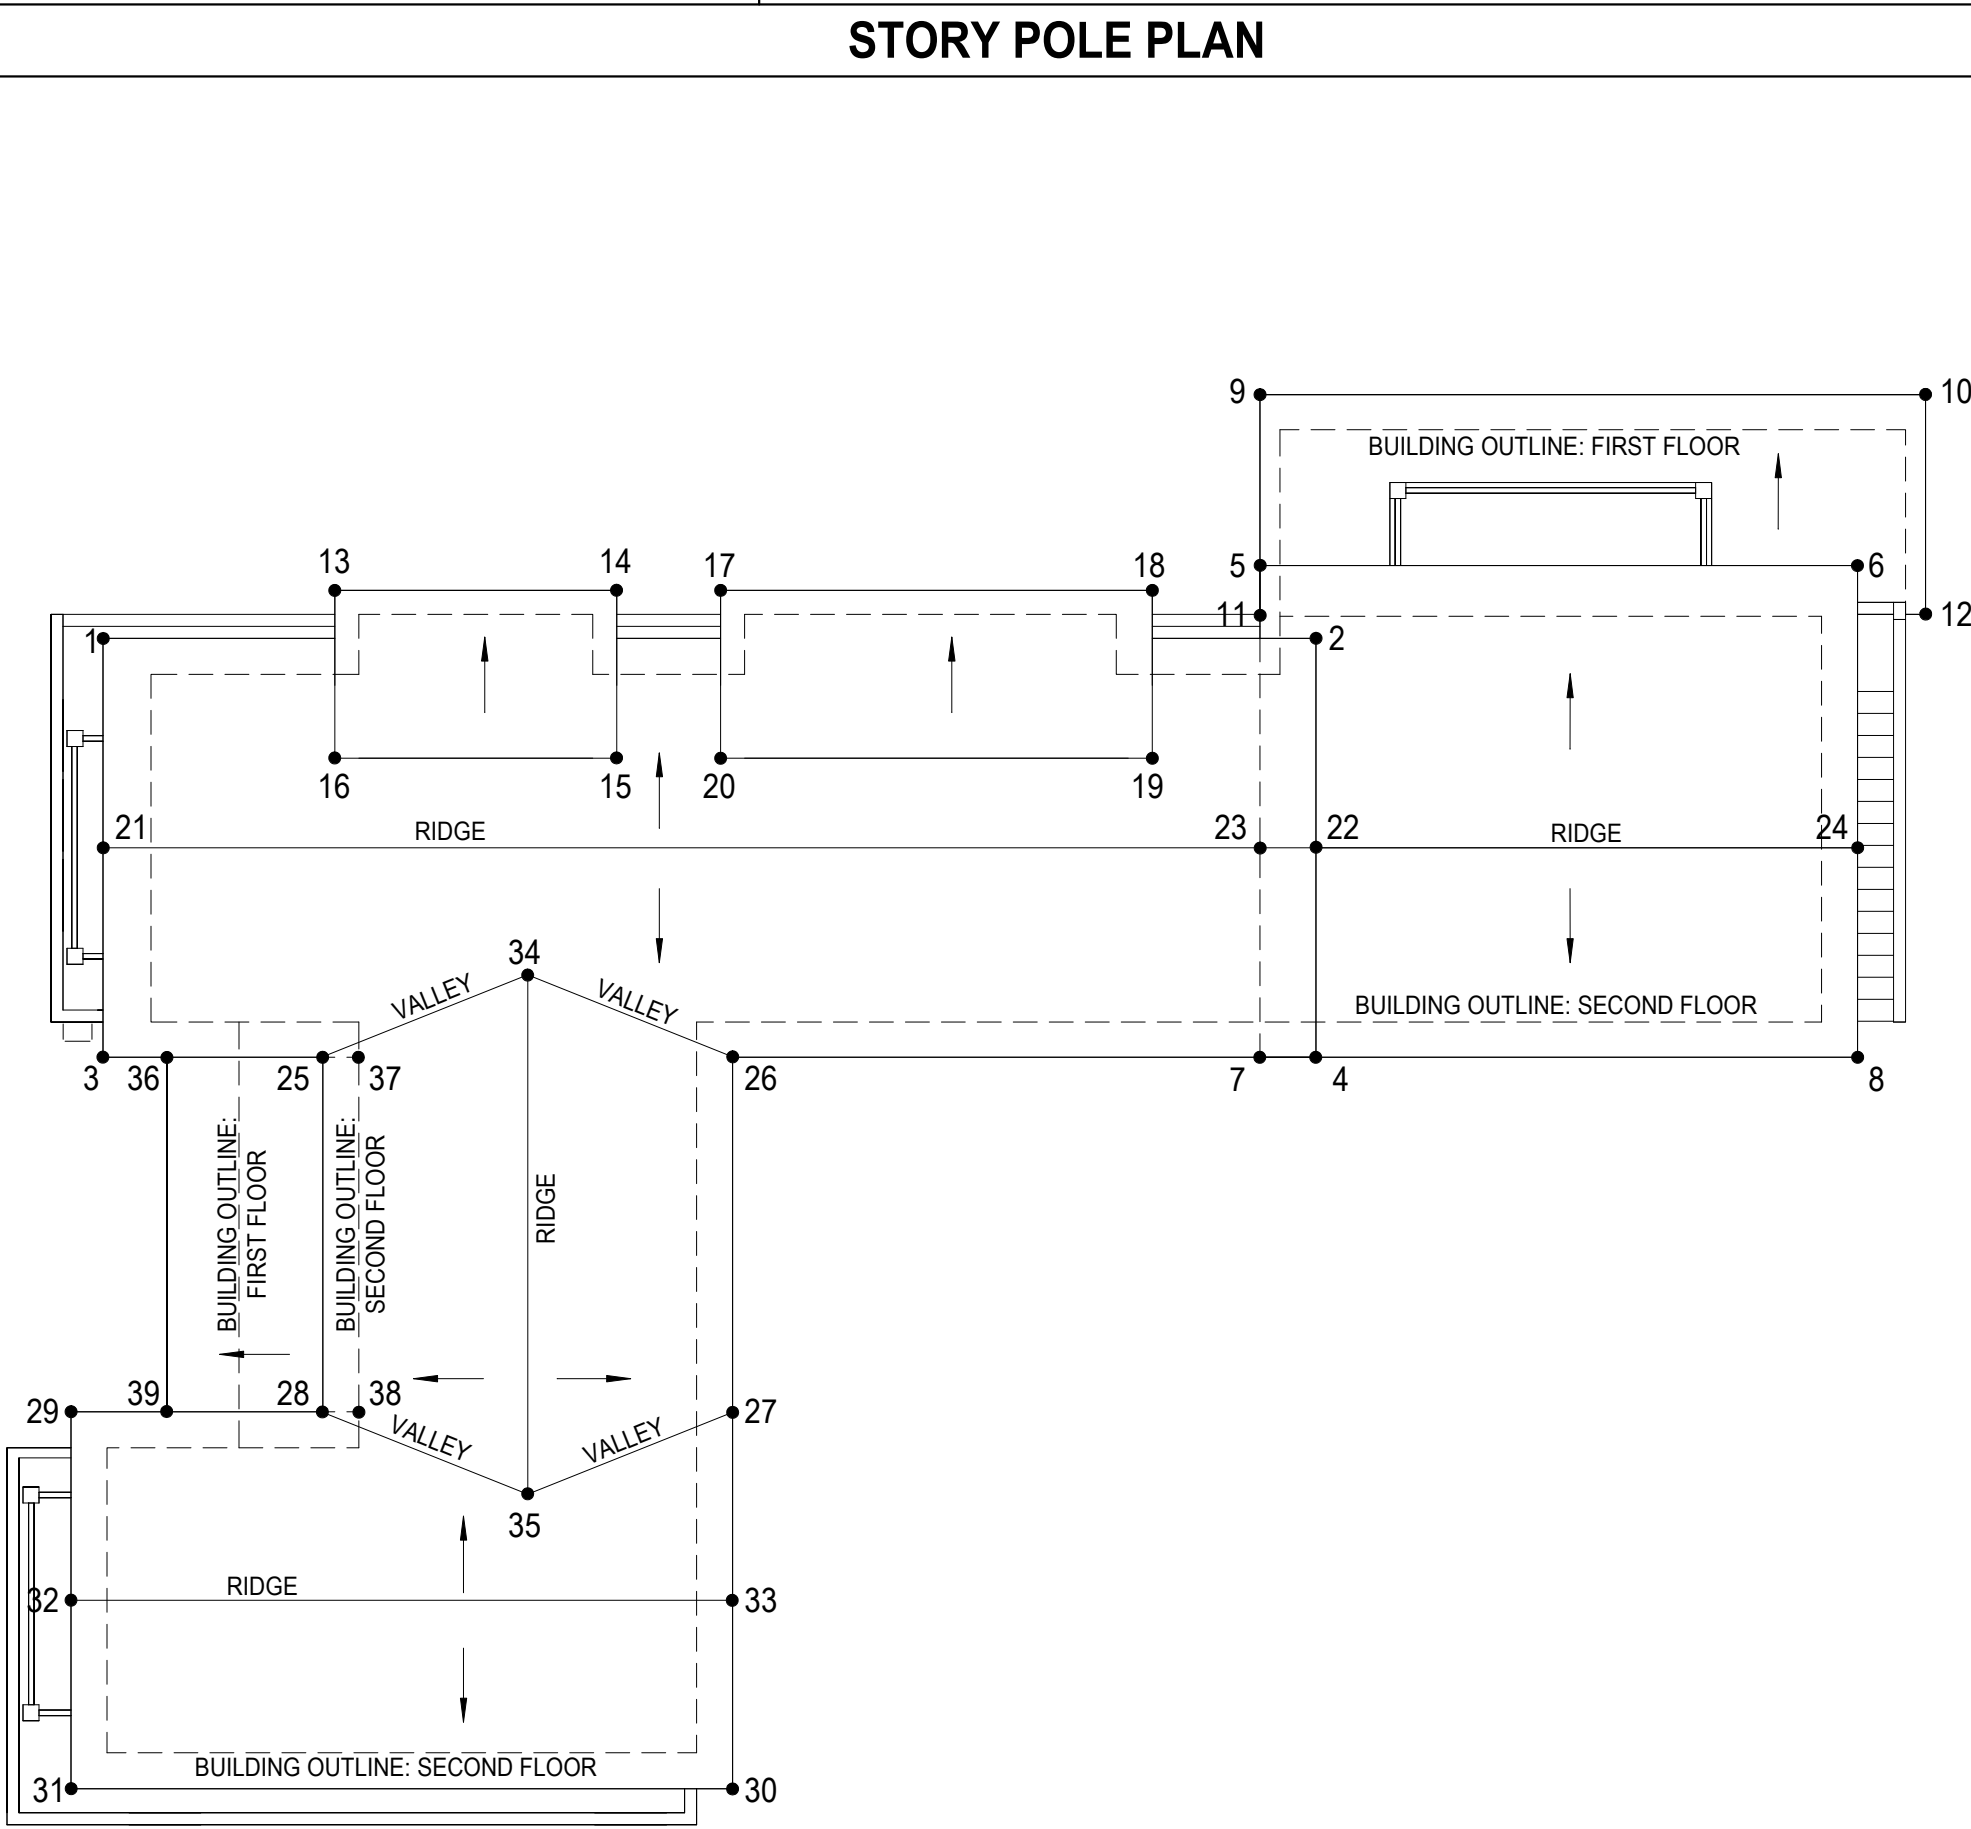 STORY POLE PLAN
9
10
BUILDING OUTLINE: FIRST FLOOR
13
14
17
18
5
6
11
12
1
2
16
15
20
19
21
RIDGE
23
22
RIDGE
24
34
VALLEY
VALLEY
BUILDING OUTLINE: SECOND FLOOR
3
36
25
37
26
7
4
8
BUILDING OUTLINE:
FIRST FLOOR
BUILDING OUTLINE:
SECOND FLOOR
RIDGE
29
39
28
38
27
VALLEY
VALLEY
35
32
RIDGE
33
BUILDING OUTLINE: SECOND FLOOR
31
30